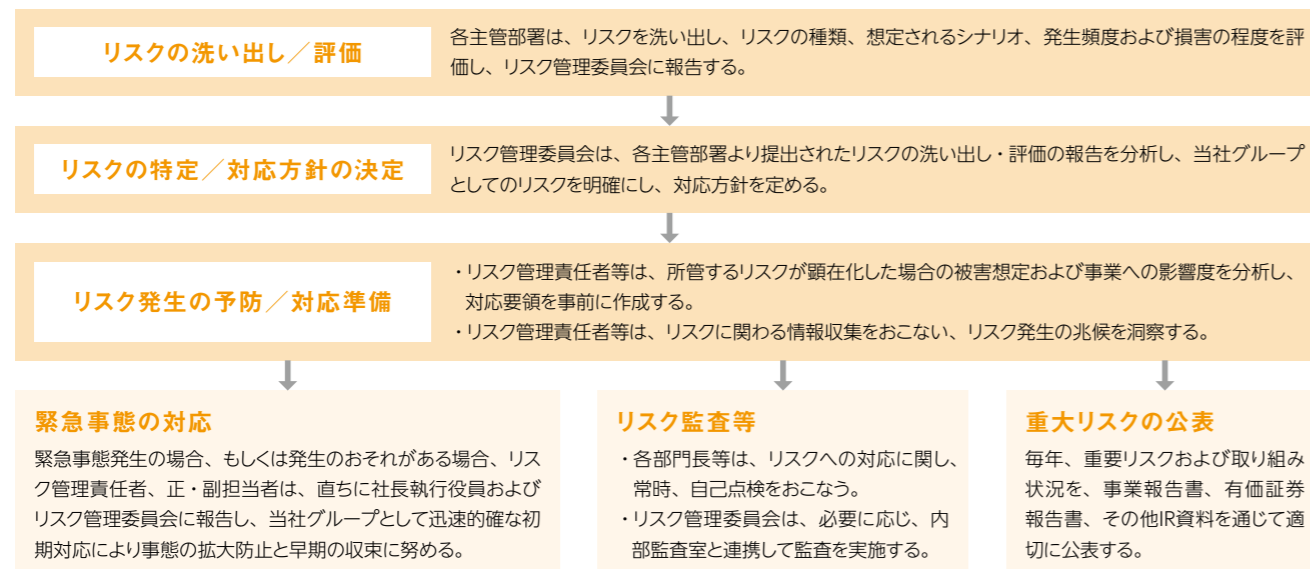 リスクの洗い出し／評価
各主管部署は、リスクを洗い出し、リスクの種類、想定されるシナリオ、発生頻度および損害の程度を評
価し、リスク管理委員会に報告する。
リスクの特定／対応方針の決定
リスク管理委員会は、各主管部署より提出されたリスクの洗い出し・評価の報告を分析し、当社グループ
としてのリスクを明確にし、対応方針を定める。
リスク発生の予防／対応準備
・リスク管理責任者等は、所管するリスクが顕在化した場合の被害想定および事業への影響度を分析し、
対応要領を事前に作成する。
・リスク管理責任者等は、リスクに関わる情報収集をおこない、リスク発生の兆候を洞察する。
緊急事態の対応
緊急事態発生の場合、もしくは発生のおそれがある場合、リス
ク管理責任者、正・副担当者は、直ちに社長執行役員および
リスク管理委員会に報告し、当社グループとして迅速的確な初
期対応により事態の拡大防止と早期の収束に努める。
リスク監査等
・各部門長等は、リスクへの対応に関し、
常時、自己点検をおこなう。
・リスク管理委員会は、必要に応じ、内
部監査室と連携して監査を実施する。
重大リスクの公表
毎年、重要リスクおよび取り組み
状況を、事業報告書、有価証券
報告書、その他IR資料を通じて適
切に公表する。